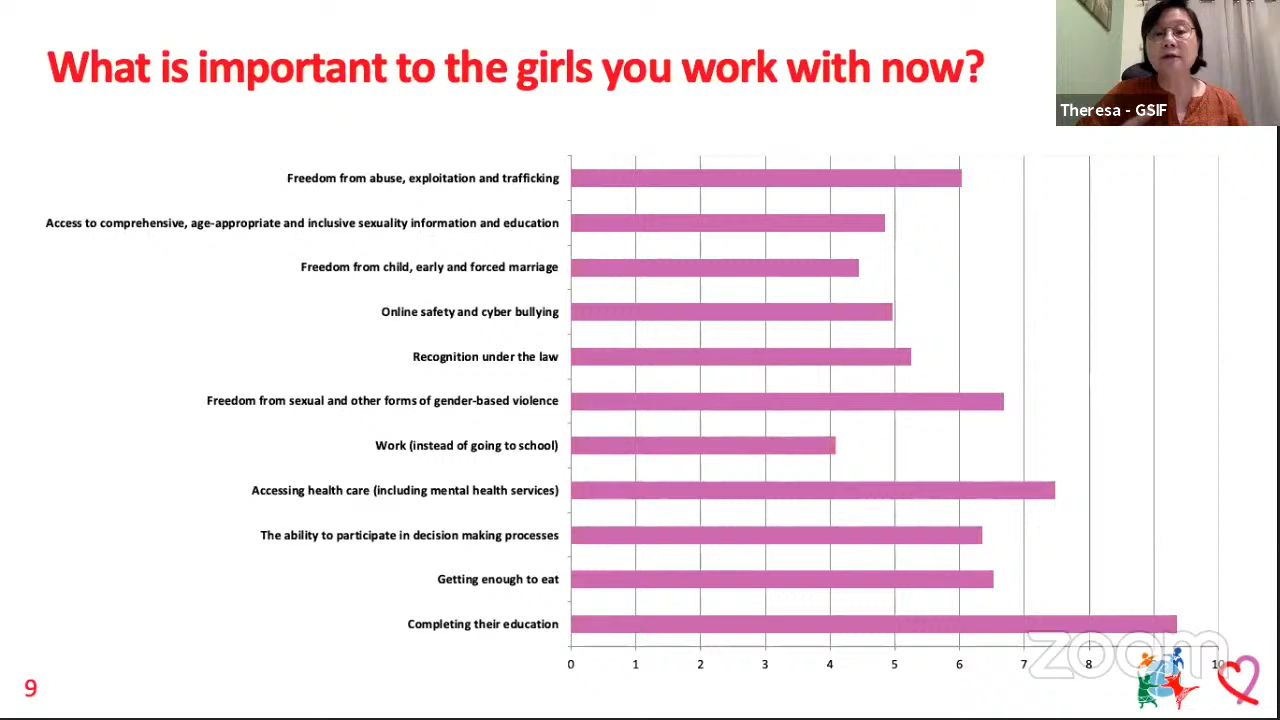 What is important to the girls you work with now?
Theresa - GSIF
Freedom from abuse, exploitation and trafficking
Access to comprehensive, age-appropriate and inclusive sexuality information and education
Freedom from child, early and forced marriage
Online safety and cyber bullying
Recognition under the law
Freedom from sexual and other forms of gender-based violence
Work (instead of going to school)
Accessing health care (including mental health services)
The ability to participate in decision making processes
Getting enough to eat
Completing their education
zoom
0 1 2 3 4 5 6 7 8 10
9